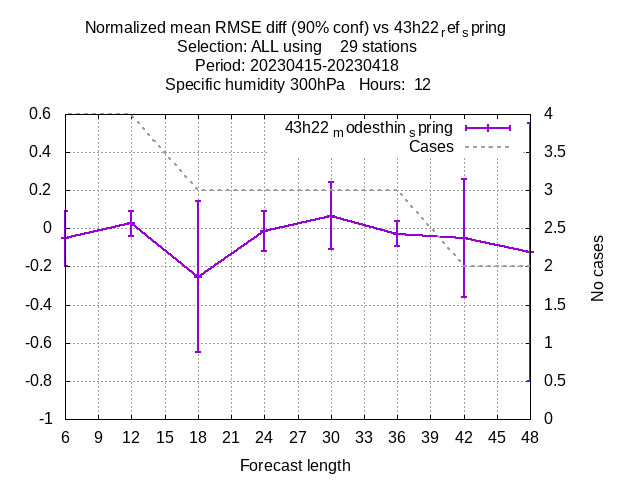 Normalized mean RMSE diff (90% conf) vs 43h22refspring
Selection: ALL using 29 stations
Period: 20230415-20230418
Specific humidity 300hPa Hours: 12
43h22modesthinspring
Cases
0.6
0.4
0.2
0
-0.2
-0.4
-0.6
-0.8
-1
4
3.5
3
2.5
2
1.5
1
0.5
0
No cases
6 9 12 15 18 21 24 27 30 33 36 39 42 45 48
Forecast length